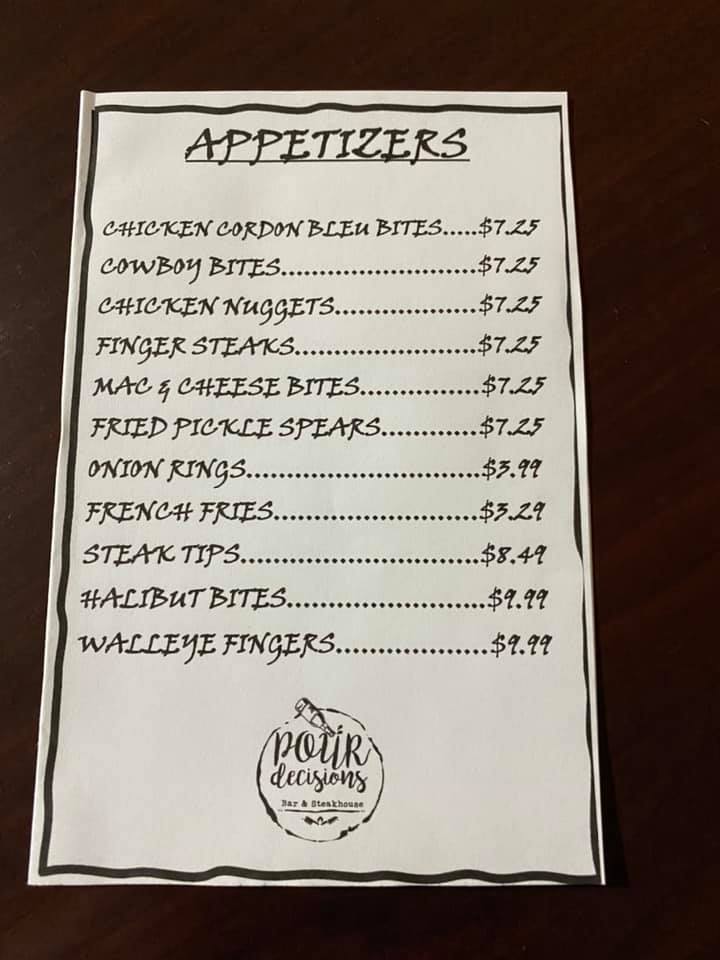 APPETIZERS
CHICKEN CORDON BLEU BITES.....$7.25
COWBOY BITES........................$7.25
CHICKEN NUGGETS.................$7.25
FINGER STEAKS......................$7.25
MAC & CHEESE BITES..............$7.25
FRIED PICKLE SPEARS............$7.25
ONION RINGS............................$3.99
FRENCH FRIES.........................$3.29
STEAK TIPS.............................$8.49
HALIBUT BITES........................$9.99
WALLEYE FINGERS..................$9.99
POUR
decisions
Bar & Steakhouse